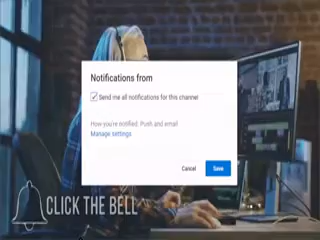 Notifications from
Send me all notifications for this channel
How you're notified: Push and email
Manage settings
Cancel
Save
CLICK THE BELL